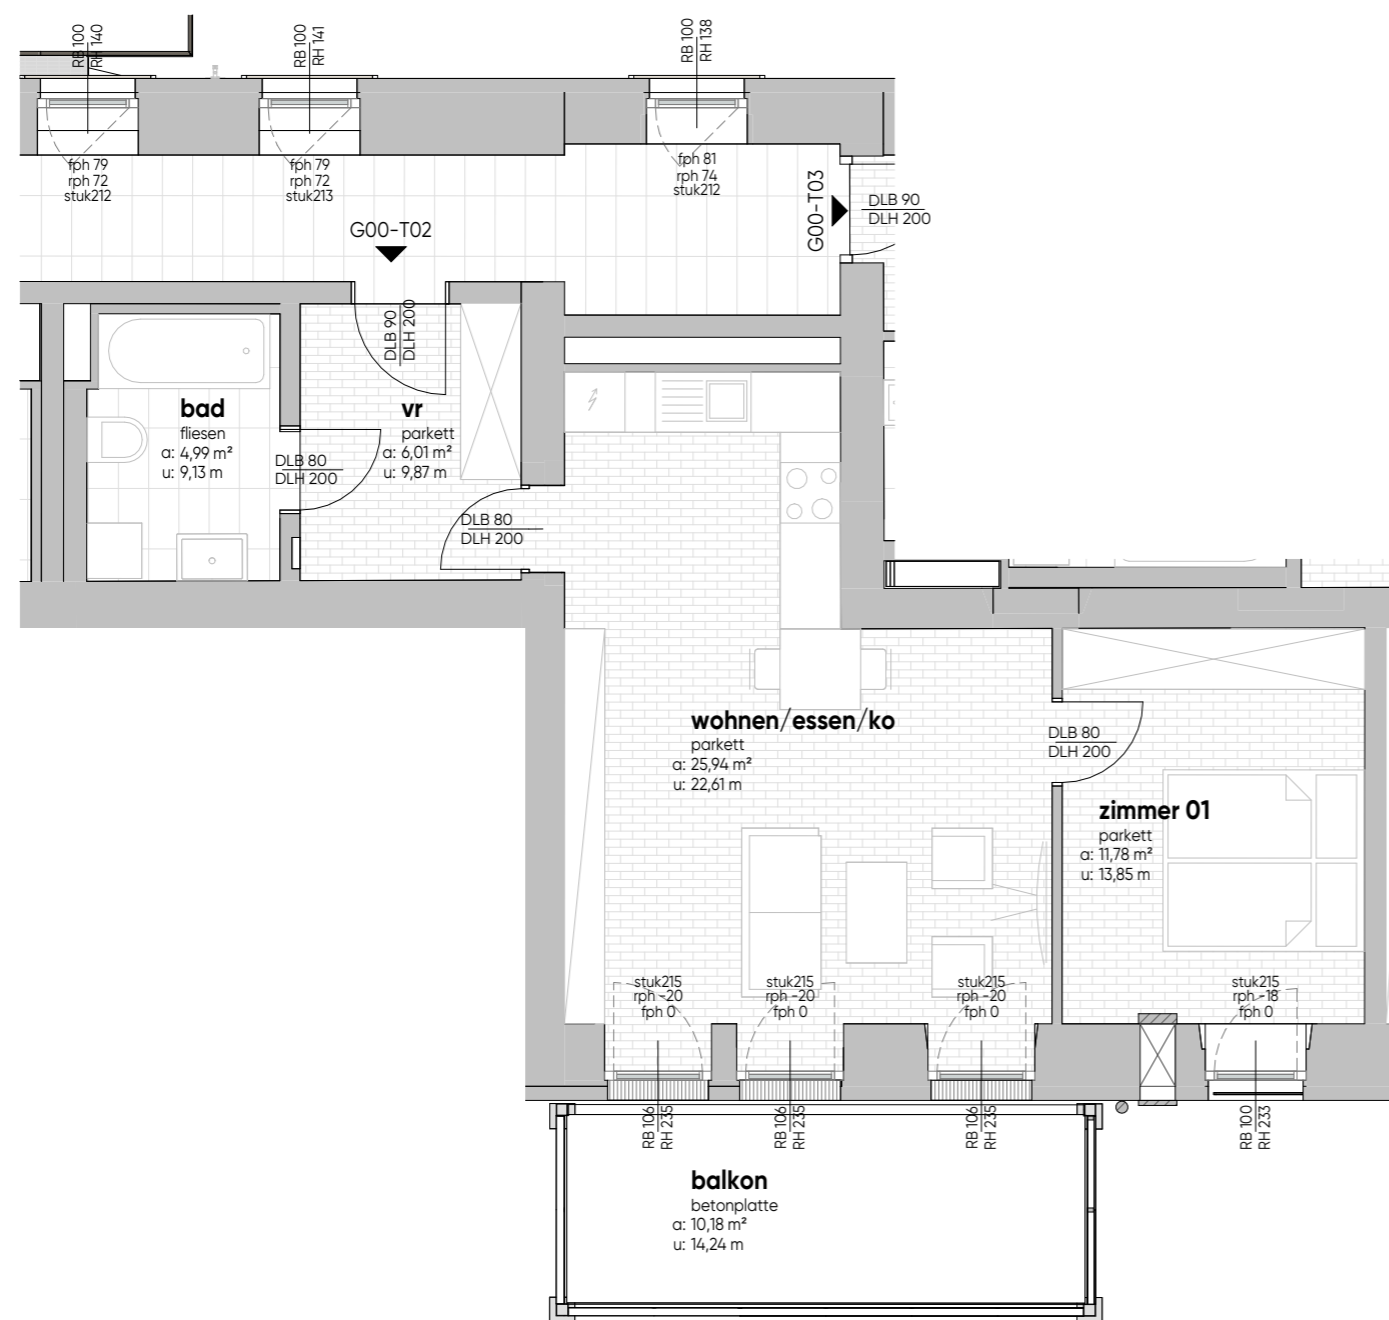 RB 100
RH 140
RB 100
RH 141
RB 100
RH 138
fph 79
rph 72
stuk212
fph 79
rph 72
stuk213
fph 81
rph 74
stuk212
G00-T02
G00-T03
DLB 90
DLH 200
DLB 90
DLH 200
bad
fliesen
a: 4,99 m²
u: 9,13 m
DLB 80
DLH 200
vr
parkett
a: 6,01 m²
u: 9,87 m
DLB 80
DLH 200
wohnen/essen/ko
parkett
a: 25,94 m²
u: 22,61 m
DLB 80
DLH 200
zimmer 01
parkett
a: 11,78 m²
u: 13,85 m
stuk215
rph -20
fph 0
stuk215
rph -20
fph 0
stuk215
rph -20
fph 0
stuk215
rph -18
fph 0
RB 106
RH 235
RB 106
RH 235
RB 106
RH 235
RB 100
RH 233
balkon
betonplatte
a: 10,18 m²
u: 14,24 m